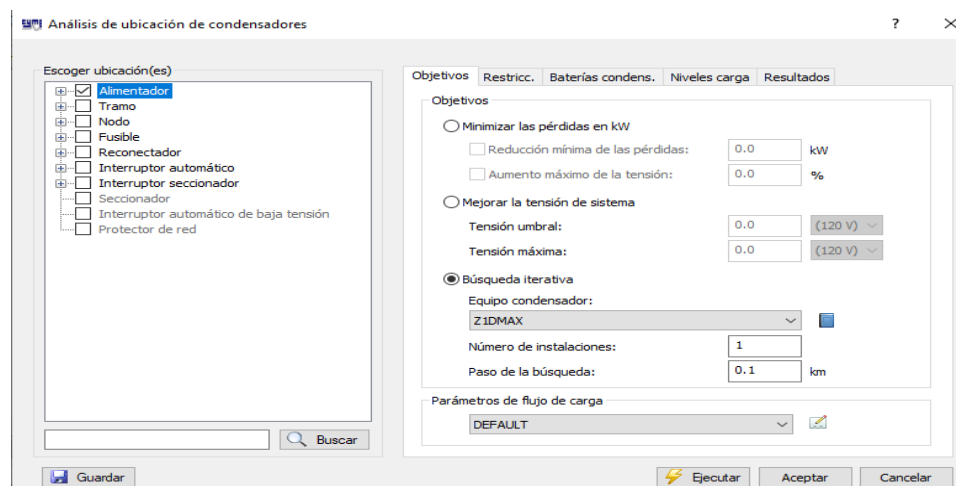 CYME Análisis de ubicación de condensadores ?
Escoger ubicación(es)
Alimentador
Tramo
Nodo
Fusible
Reconectador
Interruptor automático
Interruptor seccionador
Seccionador
Interruptor automático de baja tensión
Protector de red
Buscar
Guardar
Objetivos Restricc. Baterías condens. Niveles carga Resultados
Objetivos
Minimizar las pérdidas en kW
Reducción mínima de las pérdidas: 0.0 kW
Aumento máximo de la tensión: 0.0 %
Mejorar la tensión de sistema
Tensión umbral: 0.0 (120 V)
Tensión máxima: 0.0 (120 V)
Búsqueda iterativa
Equipo condensador:
Z1DMAX
Número de instalaciones: 1
Paso de la búsqueda: 0.1 km
Parámetros de flujo de carga
DEFAULT
Ejecutar Aceptar Cancelar